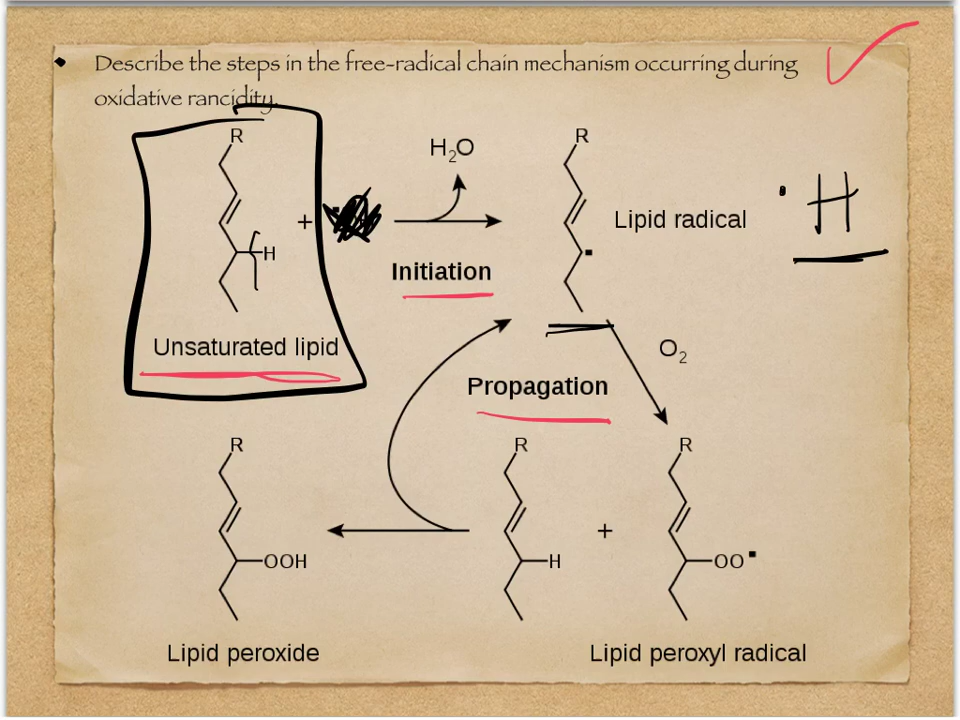 • Describe the steps in the free-radical chain mechanism occurring during
oxidative rancidity.
R
H
+
H₂O
Initiation
R
Lipid radical
· H
Unsaturated lipid
O₂
Propagation
R
OOH
R
H
+
R
OO·
Lipid peroxide
Lipid peroxyl radical